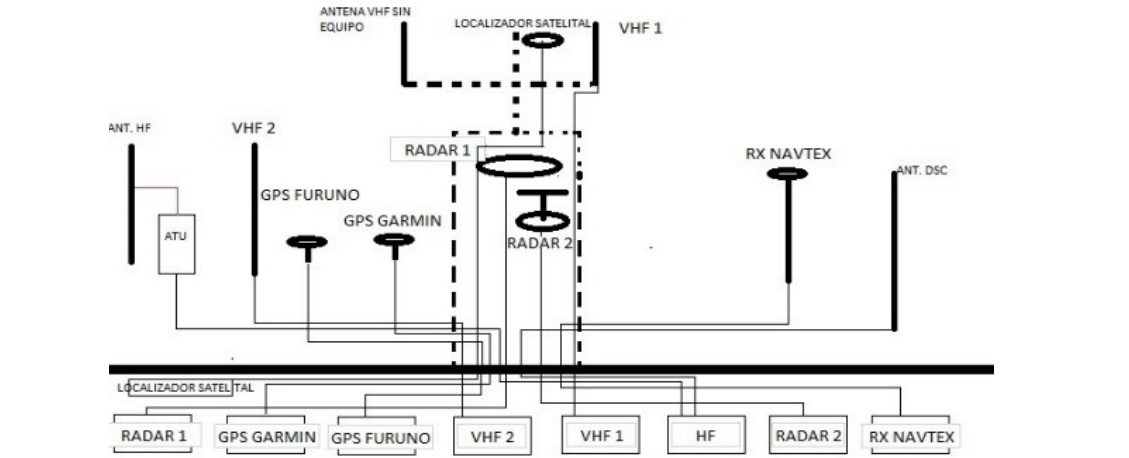 ANTENA VHF SIN
EQUIPO
LOCALIZADOR SATELITAL
VHF 1
ANT. HF
VHF 2
RADAR 1
RX NAVTEX
ANT. DSC
GPS FURUNO
GPS GARMIN
ATU
RADAR 2
LOCALIZADOR SATELITAL
RADAR 1
GPS GARMIN
GPS FURUNO
VHF 2
VHF 1
HF
RADAR 2
RX NAVTEX